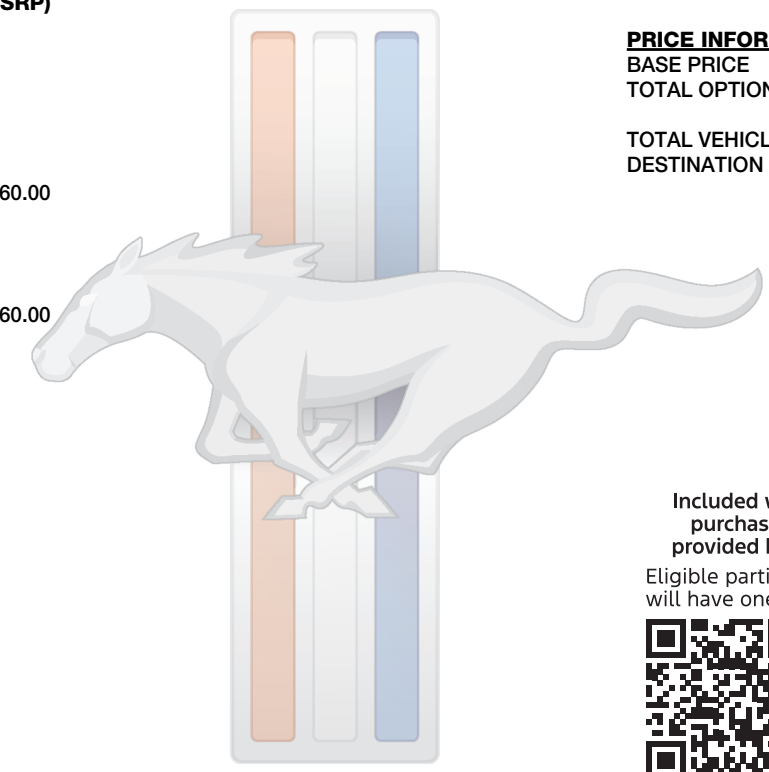 SRP)
60.00
60.00
PRICE INFOR
BASE PRICE
TOTAL OPTION
TOTAL VEHICL
DESTINATION
Included w
purchas
provided b
Eligible parti
will have one